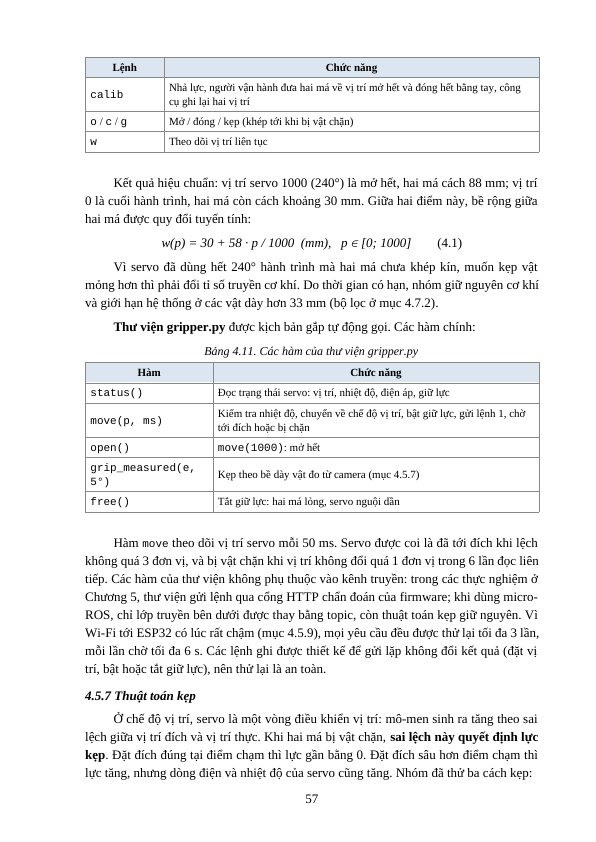 Lệnh Chức năng
calib Nhả lực, người vận hành đưa hai má về vị trí mở hết và đóng hết bằng tay, công
cụ ghi lại hai vị trí
o / c / g Mở / đóng / kẹp (khép tới khi bị vật chặn)
w Theo dõi vị trí liên tục
Kết quả hiệu chuẩn: vị trí servo 1000 (240°) là mở hết, hai má cách 88 mm; vị trí
0 là cuối hành trình, hai má còn cách khoảng 30 mm. Giữa hai điểm này, bề rộng giữa
hai má được quy đổi tuyến tính:
w(p) = 30 + 58 · p / 1000 (mm), p ∈ [0; 1000] (4.1)
Vì servo đã dùng hết 240° hành trình mà hai má chưa khép kín, muốn kẹp vật
mỏng hơn thì phải đổi tỉ số truyền cơ khí. Do thời gian có hạn, nhóm giữ nguyên cơ khí
và giới hạn hệ thống ở các vật dày hơn 33 mm (bộ lọc ở mục 4.7.2).
Thư viện gripper.py được kịch bản gắp tự động gọi. Các hàm chính:
Bảng 4.11. Các hàm của thư viện gripper.py
Hàm Chức năng
status() Đọc trạng thái servo: vị trí, nhiệt độ, điện áp, giữ lực
move(p, ms) Kiểm tra nhiệt độ, chuyển về chế độ vị trí, bật giữ lực, gửi lệnh 1, chờ
tới đích hoặc bị chặn
open() move(1000): mở hết
grip_measured(e,
5°) Kẹp theo bề dày vật đo từ camera (mục 4.5.7)
free() Tắt giữ lực: hai má lỏng, servo nguội dần
Hàm move theo dõi vị trí servo mỗi 50 ms. Servo được coi là đã tới đích khi lệch
không quá 3 đơn vị, và bị vật chặn khi vị trí không đổi quá 1 đơn vị trong 6 lần đọc liên
tiếp. Các hàm của thư viện không phụ thuộc vào kênh truyền: trong các thực nghiệm ở
Chương 5, thư viện gửi lệnh qua cổng HTTP chẩn đoán của firmware; khi dùng micro-
ROS, chỉ lớp truyền bên dưới được thay bằng topic, còn thuật toán kẹp giữ nguyên. Vì
Wi-Fi tới ESP32 có lúc rất chậm (mục 4.5.9), mọi yêu cầu đều được thử lại tối đa 3 lần,
mỗi lần chờ tối đa 6 s. Các lệnh ghi được thiết kế để gửi lặp không đổi kết quả (đặt vị
trí, bật hoặc tắt giữ lực), nên thử lại là an toàn.
4.5.7 Thuật toán kẹp
Ở chế độ vị trí, servo là một vòng điều khiển vị trí: mô-men sinh ra tăng theo sai
lệch giữa vị trí đích và vị trí thực. Khi hai má bị vật chặn, sai lệch này quyết định lực
kẹp. Đặt đích đúng tại điểm chạm thì lực gần bằng 0. Đặt đích sâu hơn điểm chạm thì
lực tăng, nhưng dòng điện và nhiệt độ của servo cũng tăng. Nhóm đã thử ba cách kẹp:
57